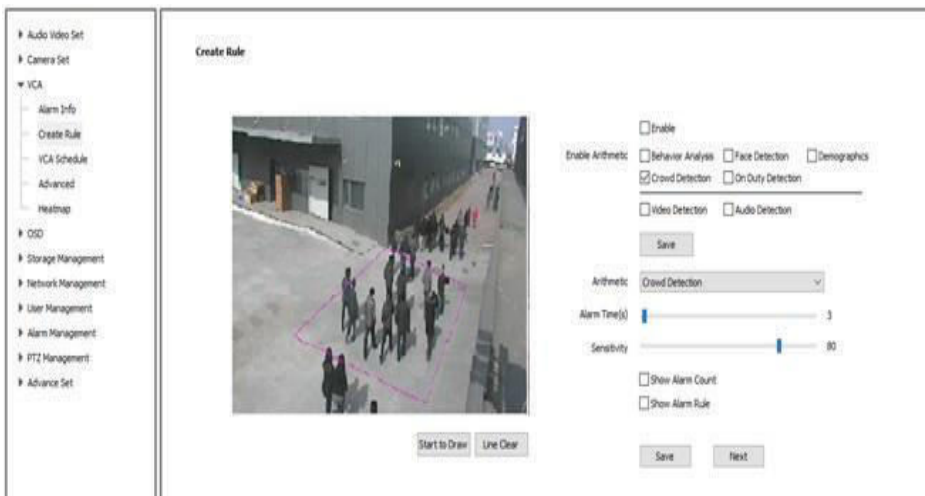 Audio Video Set
Camera Set
VCA
Alarm Info
Create Rule
VCA Schedule
Advanced
Heatmap
OSD
Storage Management
Network Management
User Management
Alarm Management
PTZ Management
Advance Set
Create Rule
Start to Draw Line Clear
Enable
Enable Arithmetic Behavior Analysis Face Detection Demographics
Crowd Detection On Duty Detection
Video Detection Audio Detection
Save
Arithmetic Crowd Detection
Alarm Time(s) 3
Sensitivity 80
Show Alarm Count
Show Alarm Rule
Save Next